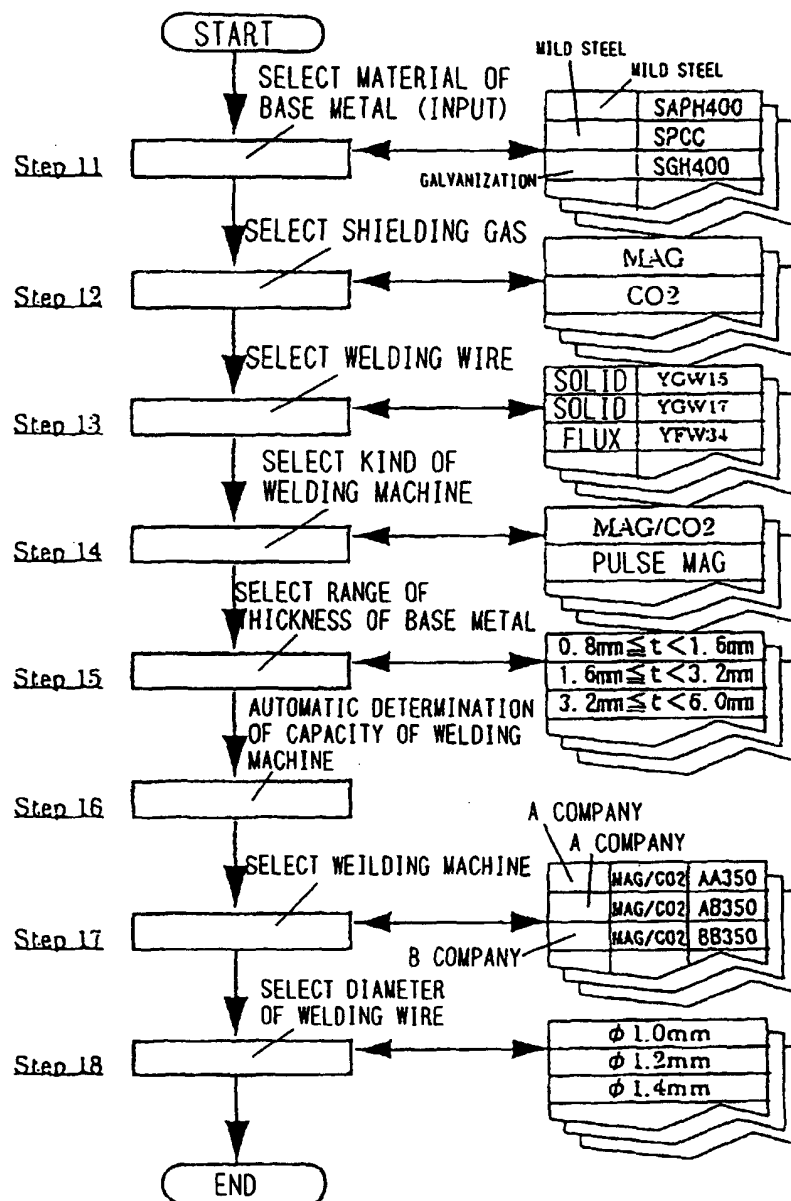 START
MILD STEEL
MILD STEEL
SELECT MATERIAL OF
BASE METAL (INPUT)
SAPH400
SPCC
SGH400
Step 11
GALVANIZATION
SELECT SHIELDING GAS
MAG
CO2
Step 12
SELECT WELDING WIRE
SOLID YGW15
SOLID YGW17
FLUX YFW34
Step 13
SELECT KIND OF
WELDING MACHINE
MAG/CO2
PULSE MAG
Step 14
SELECT RANGE OF
THICKNESS OF BASE METAL
0.8mm≦t<1.6mm
1.6mm≦t<3.2mm
3.2mm≦t<6.0mm
Step 15
AUTOMATIC DETERMINATION
OF CAPACITY OF WELDING
MACHINE
Step 16
A COMPANY
A COMPANY
SELECT WEILDING MACHINE
MAG/CO2 AA350
MAG/CO2 AB350
MAG/CO2 BB350
Step 17
B COMPANY
SELECT DIAMETER
OF WELDING WIRE
φ1.0mm
φ1.2mm
φ1.4mm
Step 18
END